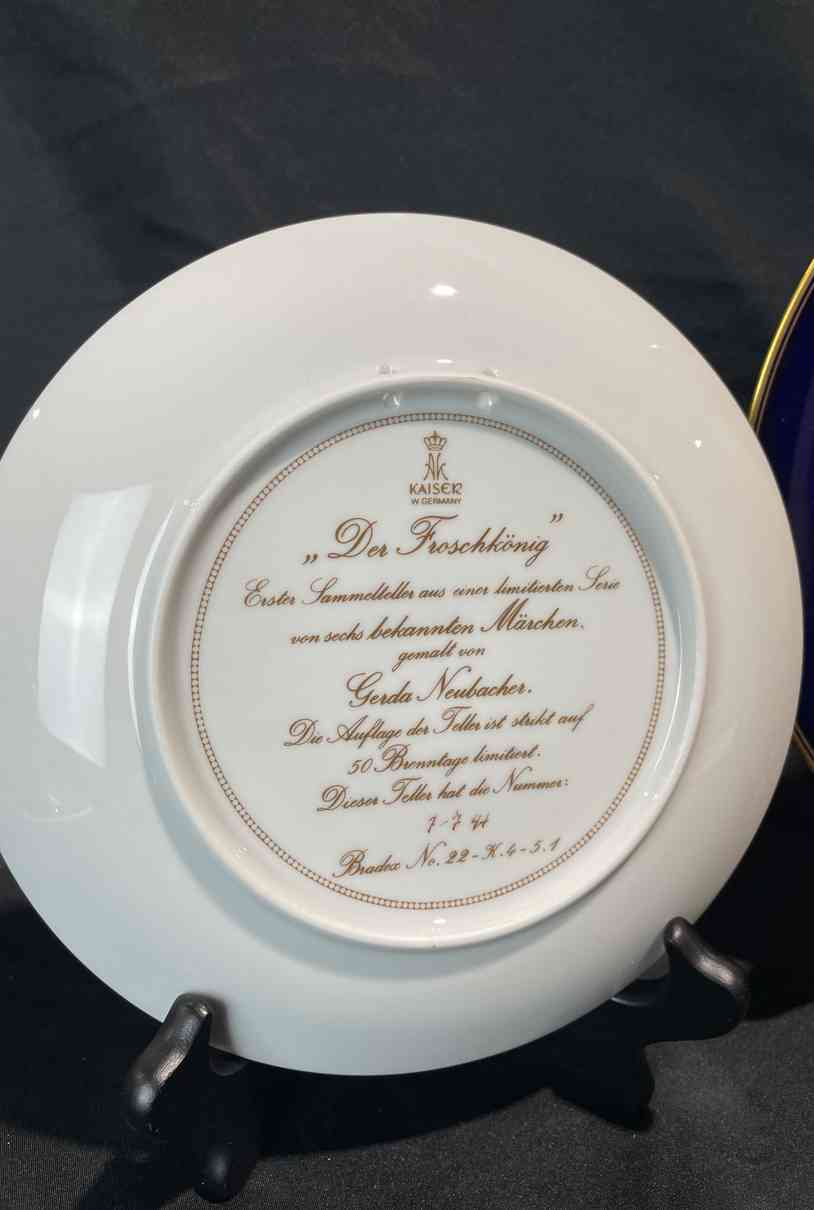 AK
KAISER
W. GERMANY
„Der Froschkönig”
Erster Sammelteller aus einer limitierten Serie
von sechs bekannten Märchen.
gemalt von
Gerda Neubacher.
Die Auflage der Teller ist strikt auf
50 Brenntage limitiert.
Dieser Teller hat die Nummer:
Bradex No. 22-K.4-5.1